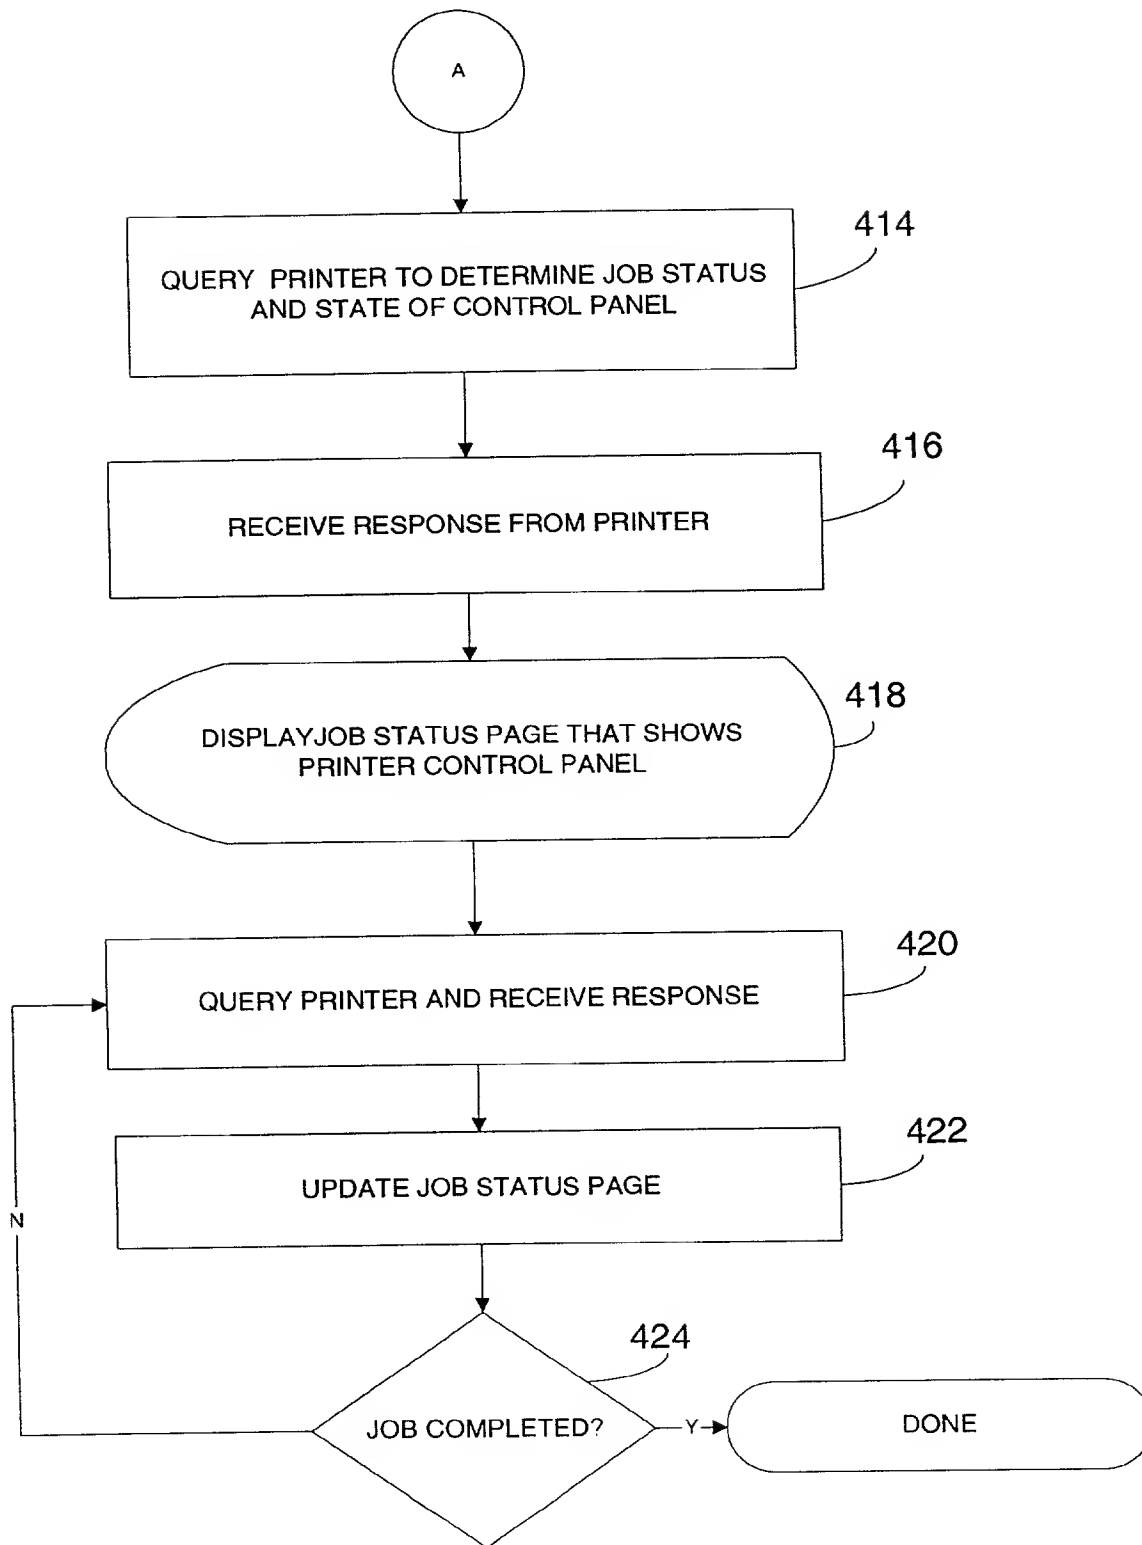 A
414
QUERY PRINTER TO DETERMINE JOB STATUS
AND STATE OF CONTROL PANEL
416
RECEIVE RESPONSE FROM PRINTER
418
DISPLAYJOB STATUS PAGE THAT SHOWS
PRINTER CONTROL PANEL
420
QUERY PRINTER AND RECEIVE RESPONSE
422
UPDATE JOB STATUS PAGE
N
424
JOB COMPLETED?
Y
DONE